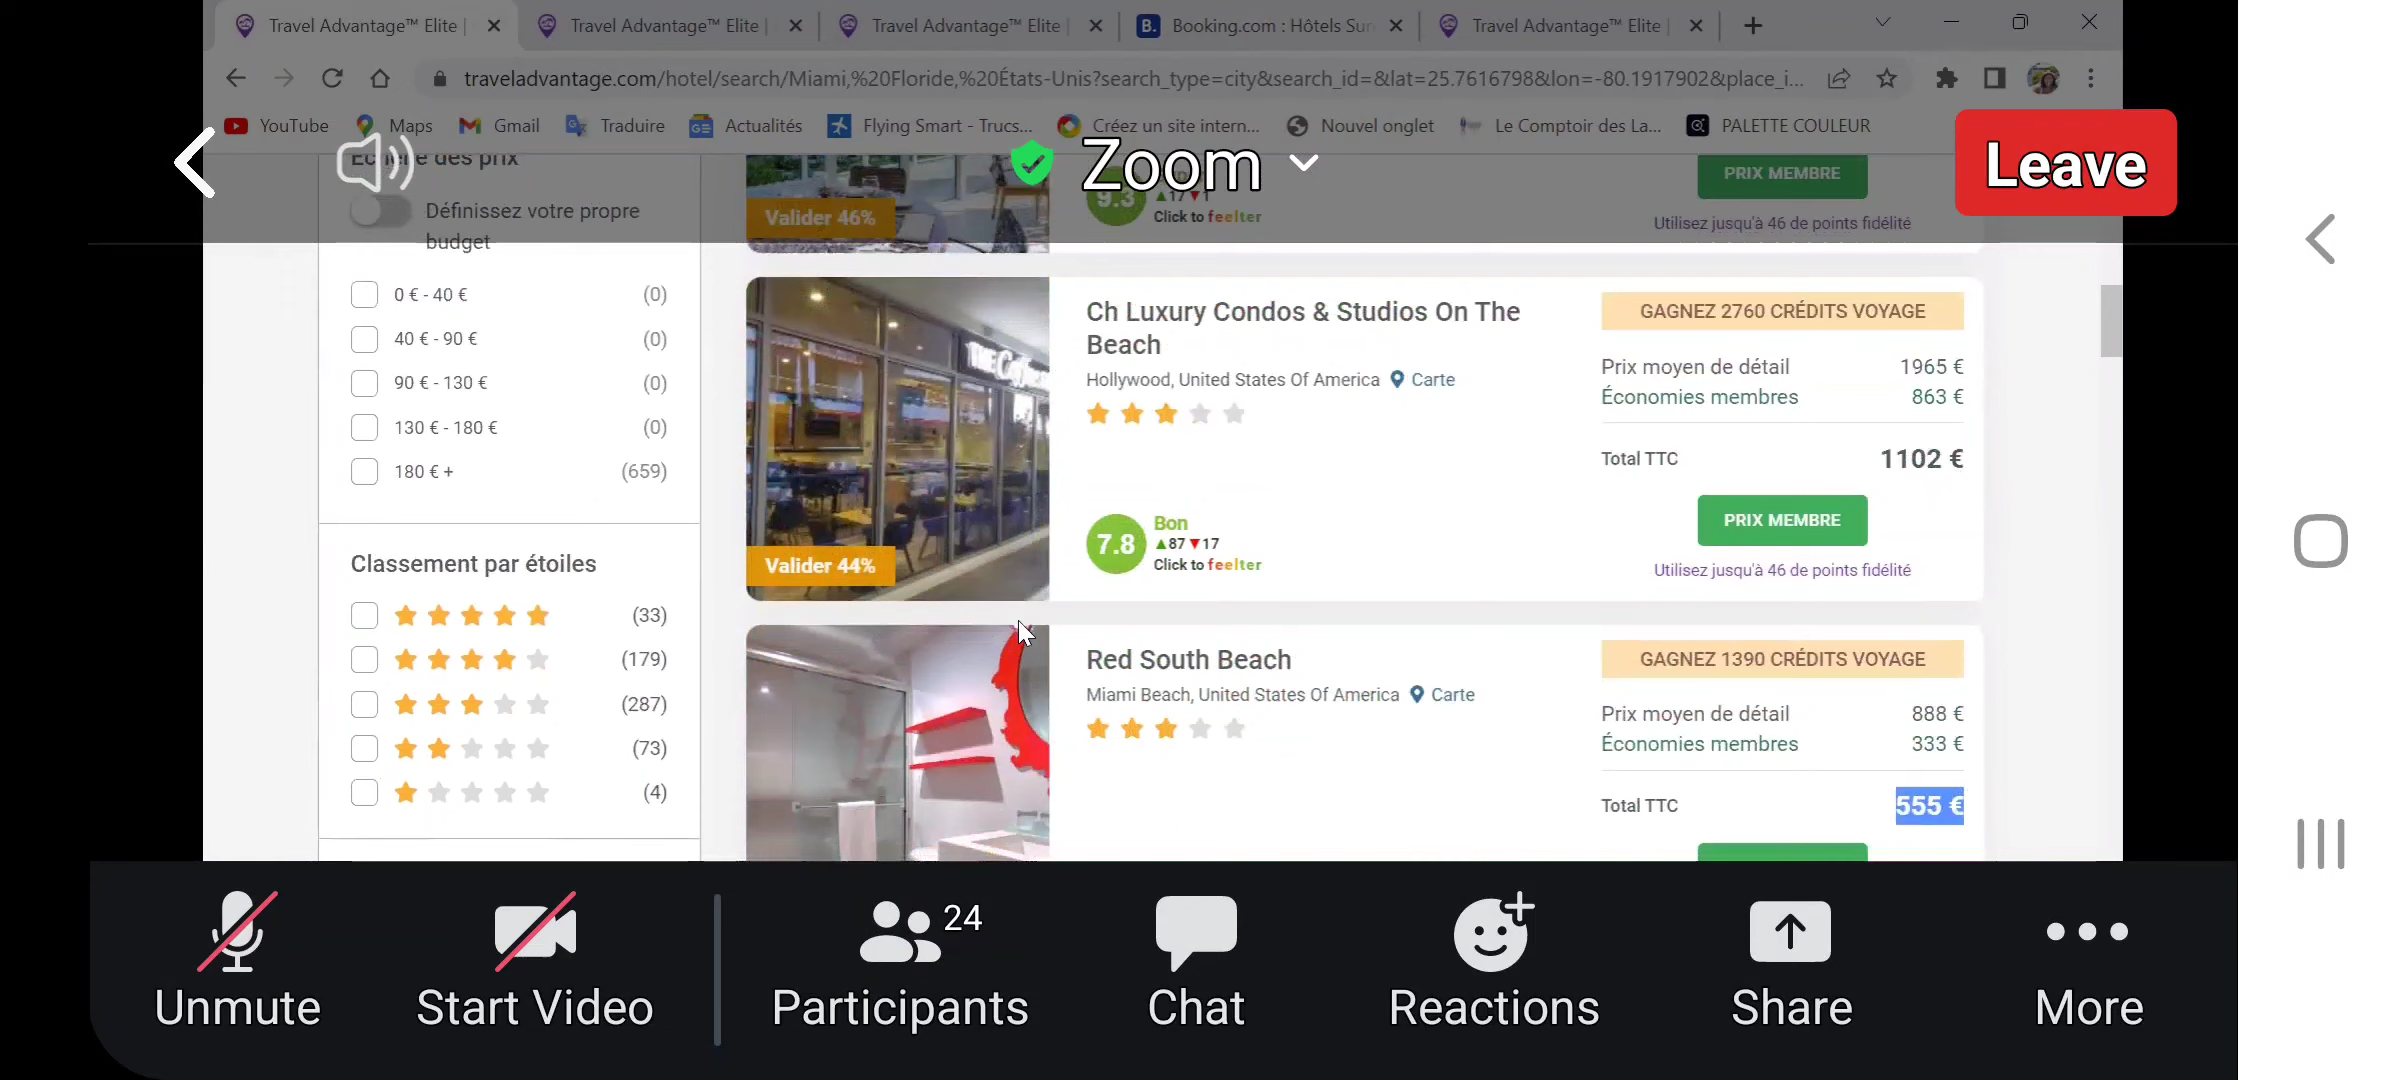 Travel Advantage™ Elite |
Travel Advantage™ Elite |
Travel Advantage™ Elite |
Booking.com : Hôtels Sur
Travel Advantage™ Elite |
traveladvantage.com/hotel/search/Miami,%20Floride,%20États-Unis?search_type=city&search_id=&lat=25.7616798&lon=-80.1917902&place_i...
YouTube
Maps
Gmail
Traduire
Actualités
Flying Smart - Trucs...
Créez un site intern...
Nouvel onglet
Le Comptoir des La...
PALETTE COULEUR
Zoom
Leave
des prix
Définissez votre propre
budget
0 € - 40 € (0)
40 € - 90 € (0)
90 € - 130 € (0)
130 € - 180 € (0)
180 € + (659)
Classement par étoiles
(33)
(179)
(287)
(73)
(4)
Valider 46%
9.3
17 1
Click to feelter
PRIX MEMBRE
Utilisez jusqu'à 46 de points fidélité
Ch Luxury Condos & Studios On The
Beach
Hollywood, United States Of America Carte
Valider 44%
7.8
Bon
87 17
Click to feelter
GAGNEZ 2760 CRÉDITS VOYAGE
Prix moyen de détail 1965 €
Économies membres 863 €
Total TTC 1102 €
PRIX MEMBRE
Utilisez jusqu'à 46 de points fidélité
Red South Beach
Miami Beach, United States Of America Carte
GAGNEZ 1390 CRÉDITS VOYAGE
Prix moyen de détail 888 €
Économies membres 333 €
Total TTC 555 €
Unmute
Start Video
24
Participants
Chat
Reactions
Share
More